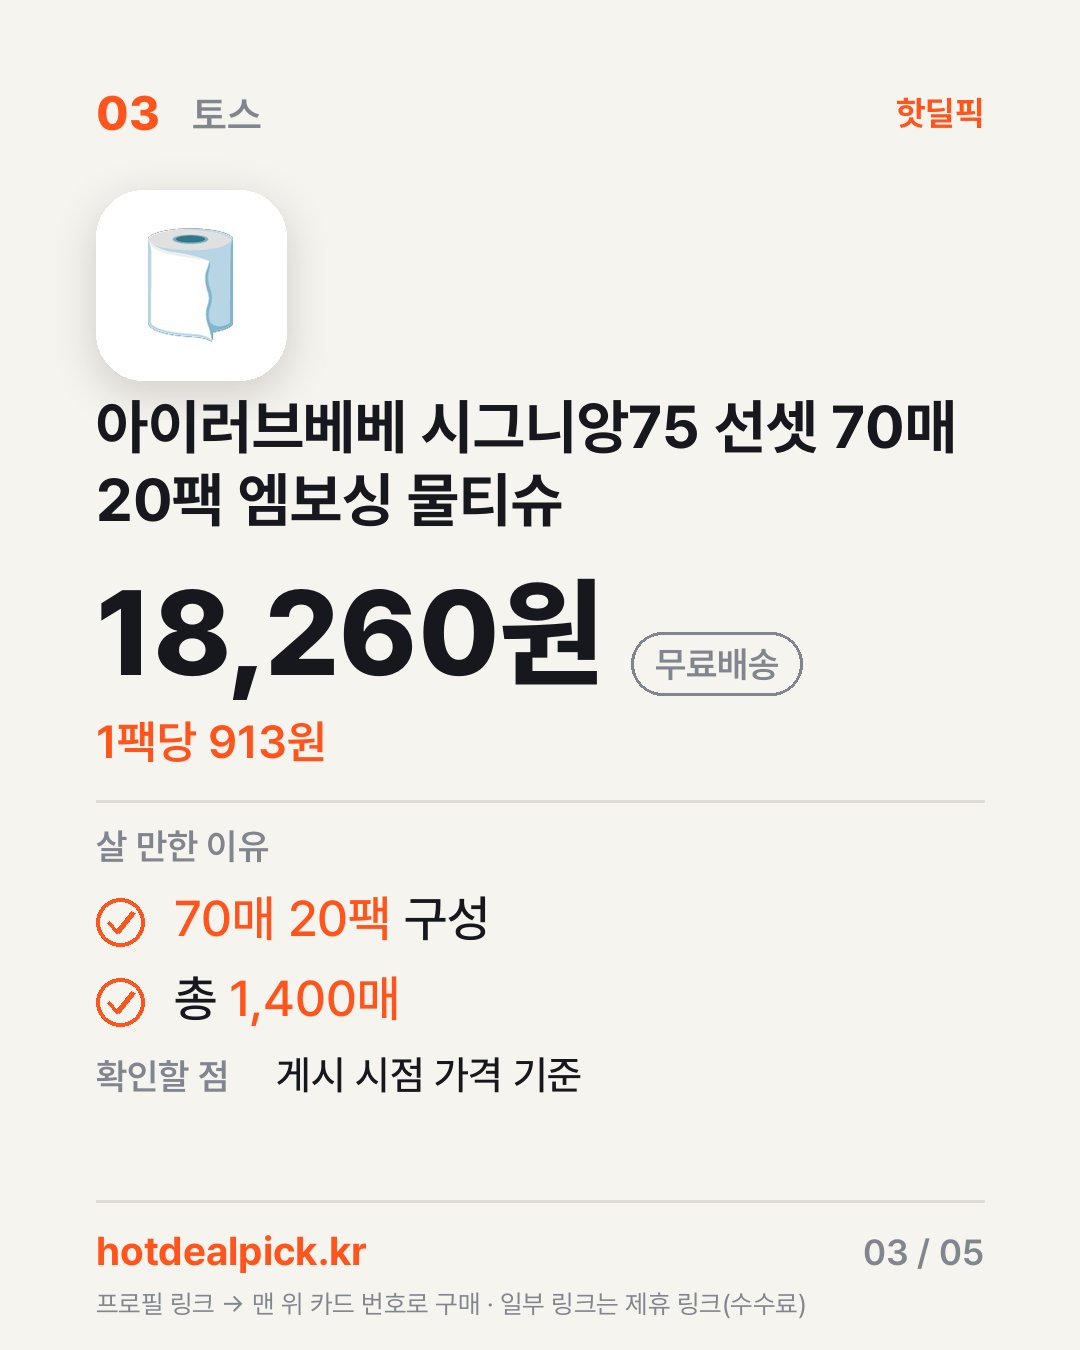 03 토스 핫딜픽
아이러브베베 시그니앙75 선셋 70매
20팩 엠보싱 물티슈
18,260원 무료배송
1팩당 913원
살 만한 이유
70매 20팩 구성
총 1,400매
확인할 점 게시 시점 가격 기준
hotdealpick.kr 03 / 05
프로필 링크 → 맨 위 카드 번호로 구매 · 일부 링크는 제휴 링크(수수료)